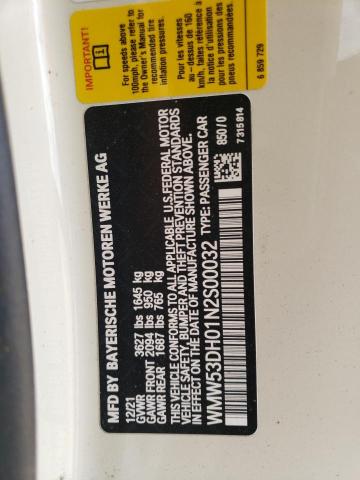 IMPORTANT!
For speeds above
100mph, please refer to
the Owner's Manual for
recommended tire
inflation pressures.
Pour les vitesses
au-dessus de 160
km/h, faites référence à
la notice d'utilisation
pour les pressions des
pneus recommendées.
6 859 729
MFD BY BAYERISCHE MOTOREN WERKE AG
12/21
GVWR 3627 lbs 1645 kg
GAWR FRONT 2094 lbs 950 kg
GAWR REAR 1687 lbs 765 kg
THIS VEHICLE CONFORMS TO ALL APPLICABLE U.S. FEDERAL MOTOR
VEHICLE SAFETY, BUMPER AND THEFT PREVENTION STANDARDS
IN EFFECT ON THE DATE OF MANUFACTURE SHOWN ABOVE.
WMW53DH01N2S00032 TYPE: PASSENGER CAR
850/0
7 315 814